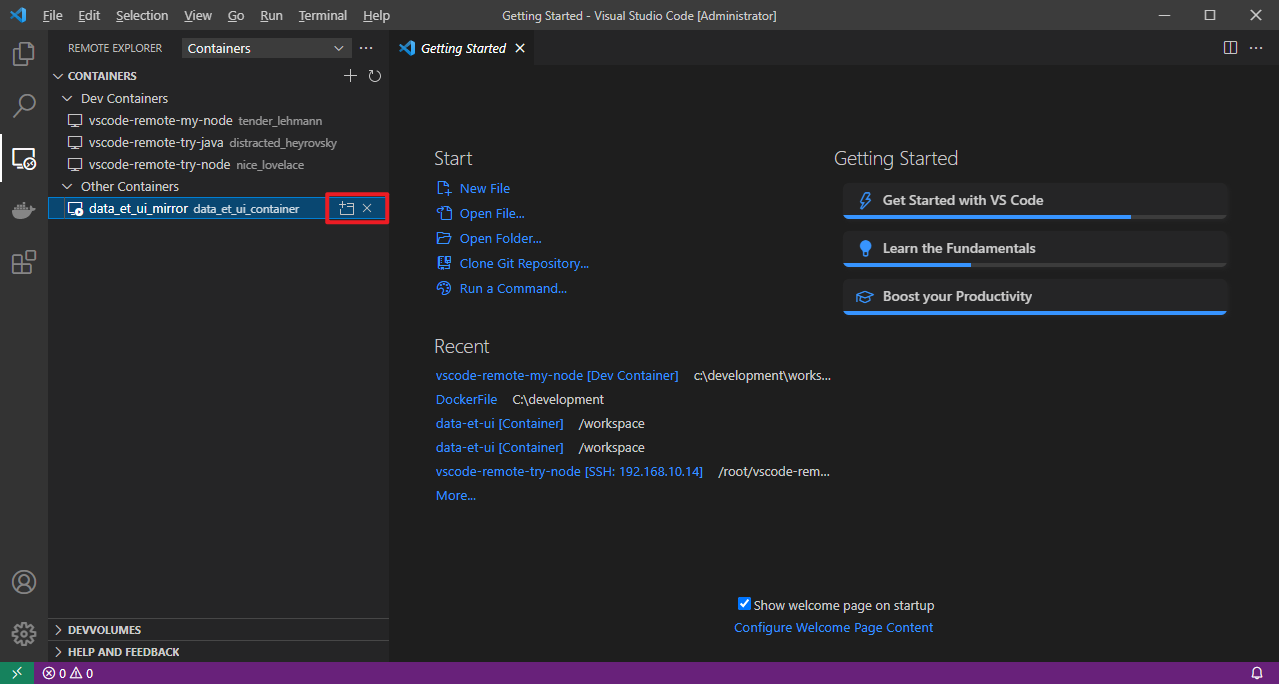 File Edit Selection View Go Run Terminal Help Getting Started - Visual Studio Code [Administrator]
REMOTE EXPLORER Containers
CONTAINERS
Dev Containers
vscode-remote-my-node tender_lehmann
vscode-remote-try-java distracted_heyrovsky
vscode-remote-try-node nice_lovelace
Other Containers
data_et_ui_mirror data_et_ui_container
DEVVOLUMES
HELP AND FEEDBACK
Getting Started
Start
New File
Open File...
Open Folder...
Clone Git Repository...
Run a Command...
Recent
vscode-remote-my-node [Dev Container] c:\development\works...
DockerFile C:\development
data-et-ui [Container] /workspace
data-et-ui [Container] /workspace
vscode-remote-try-node [SSH: 192.168.10.14] /root/vscode-rem...
More...
Getting Started
Get Started with VS Code
Learn the Fundamentals
Boost your Productivity
Show welcome page on startup
Configure Welcome Page Content
0 0